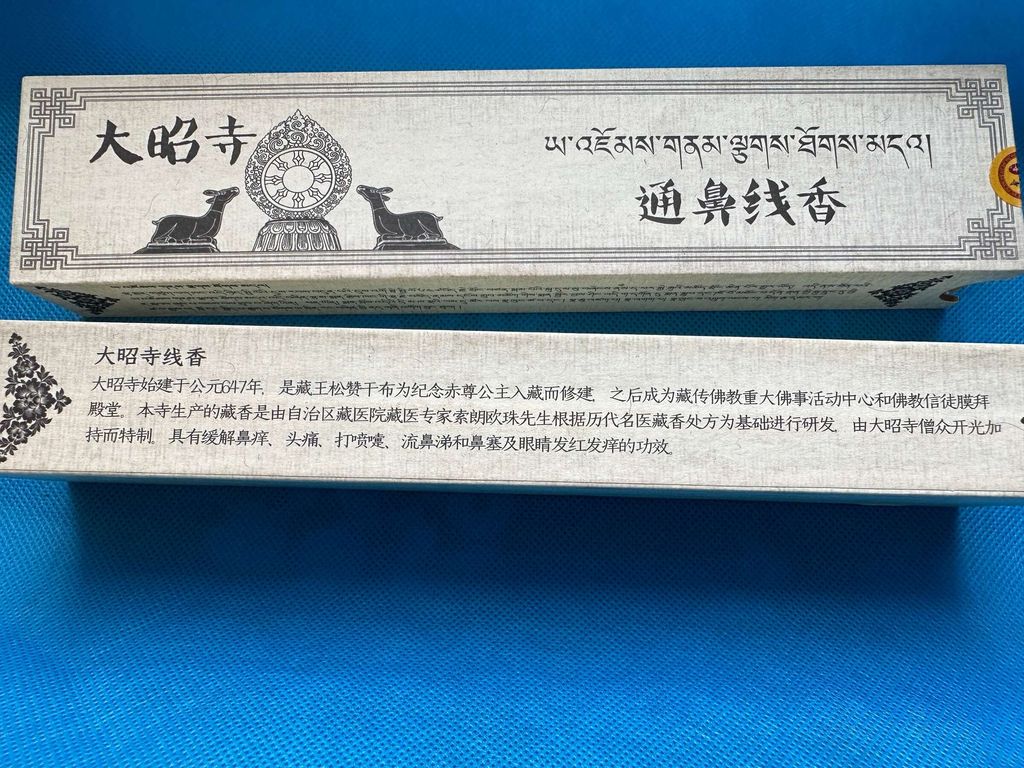 大昭寺
ཡ་འཛོམས་གནམ་ལྕགས་ཐོགས་མདའ།
通鼻线香
大昭寺线香
大昭寺始建于公元647年，是藏王松赞干布为纪念赤尊公主入藏而修建，之后成为藏传佛教重大佛事活动中心和佛教信徒膜拜
殿堂。本寺生产的藏香是由自治区藏医院藏医专家索朗欧珠先生根据历代名医藏香处方为基础进行研发，由大昭寺僧众开光加
持而特制，具有缓解鼻痒、头痛、打喷嚏、流鼻涕和鼻塞及眼睛发红发痒的功效。